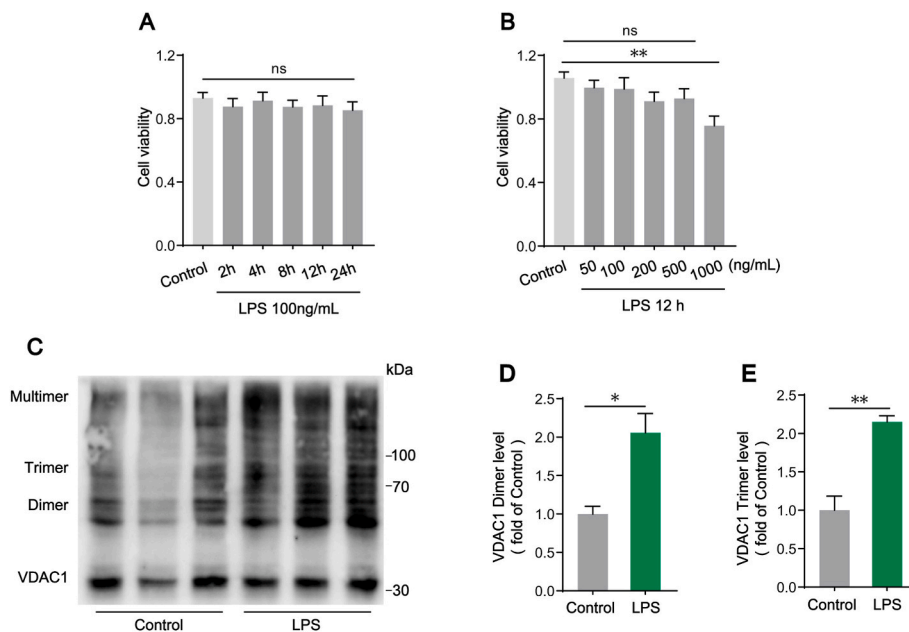 A
Cell viability
1.2
0.8
0.4
0.0
ns
Control 2h 4h 8h 12h 24h
LPS 100ng/mL
B
Cell viability
1.2
0.8
0.4
0.0
ns
**
Control 50 100 200 500 1000 (ng/mL)
LPS 12 h
C
kDa
Multimer
Trimer
Dimer
VDAC1
100
70
30
Control LPS
D
VDAC1 Dimer level
( fold of Control)
2.5
2.0
1.5
1.0
0.5
0.0
*
Control LPS
E
VDAC1 Trimer level
( fold of Control)
2.5
2.0
1.5
1.0
0.5
0.0
**
Control LPS